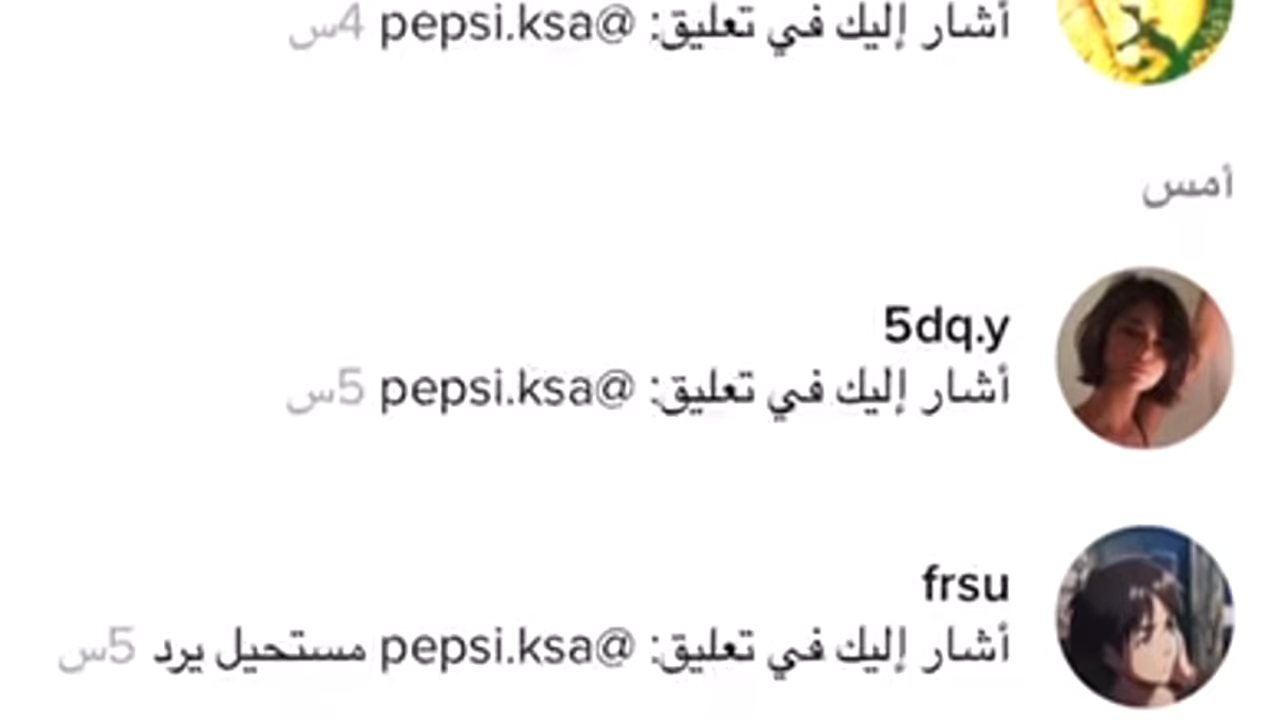 أشار إليك في تعليق: @pepsi.ksa 4س
أمس
5dq.y
أشار إليك في تعليق: @pepsi.ksa 5س
frsu
أشار إليك في تعليق: @pepsi.ksa مستحيل يرد 5س